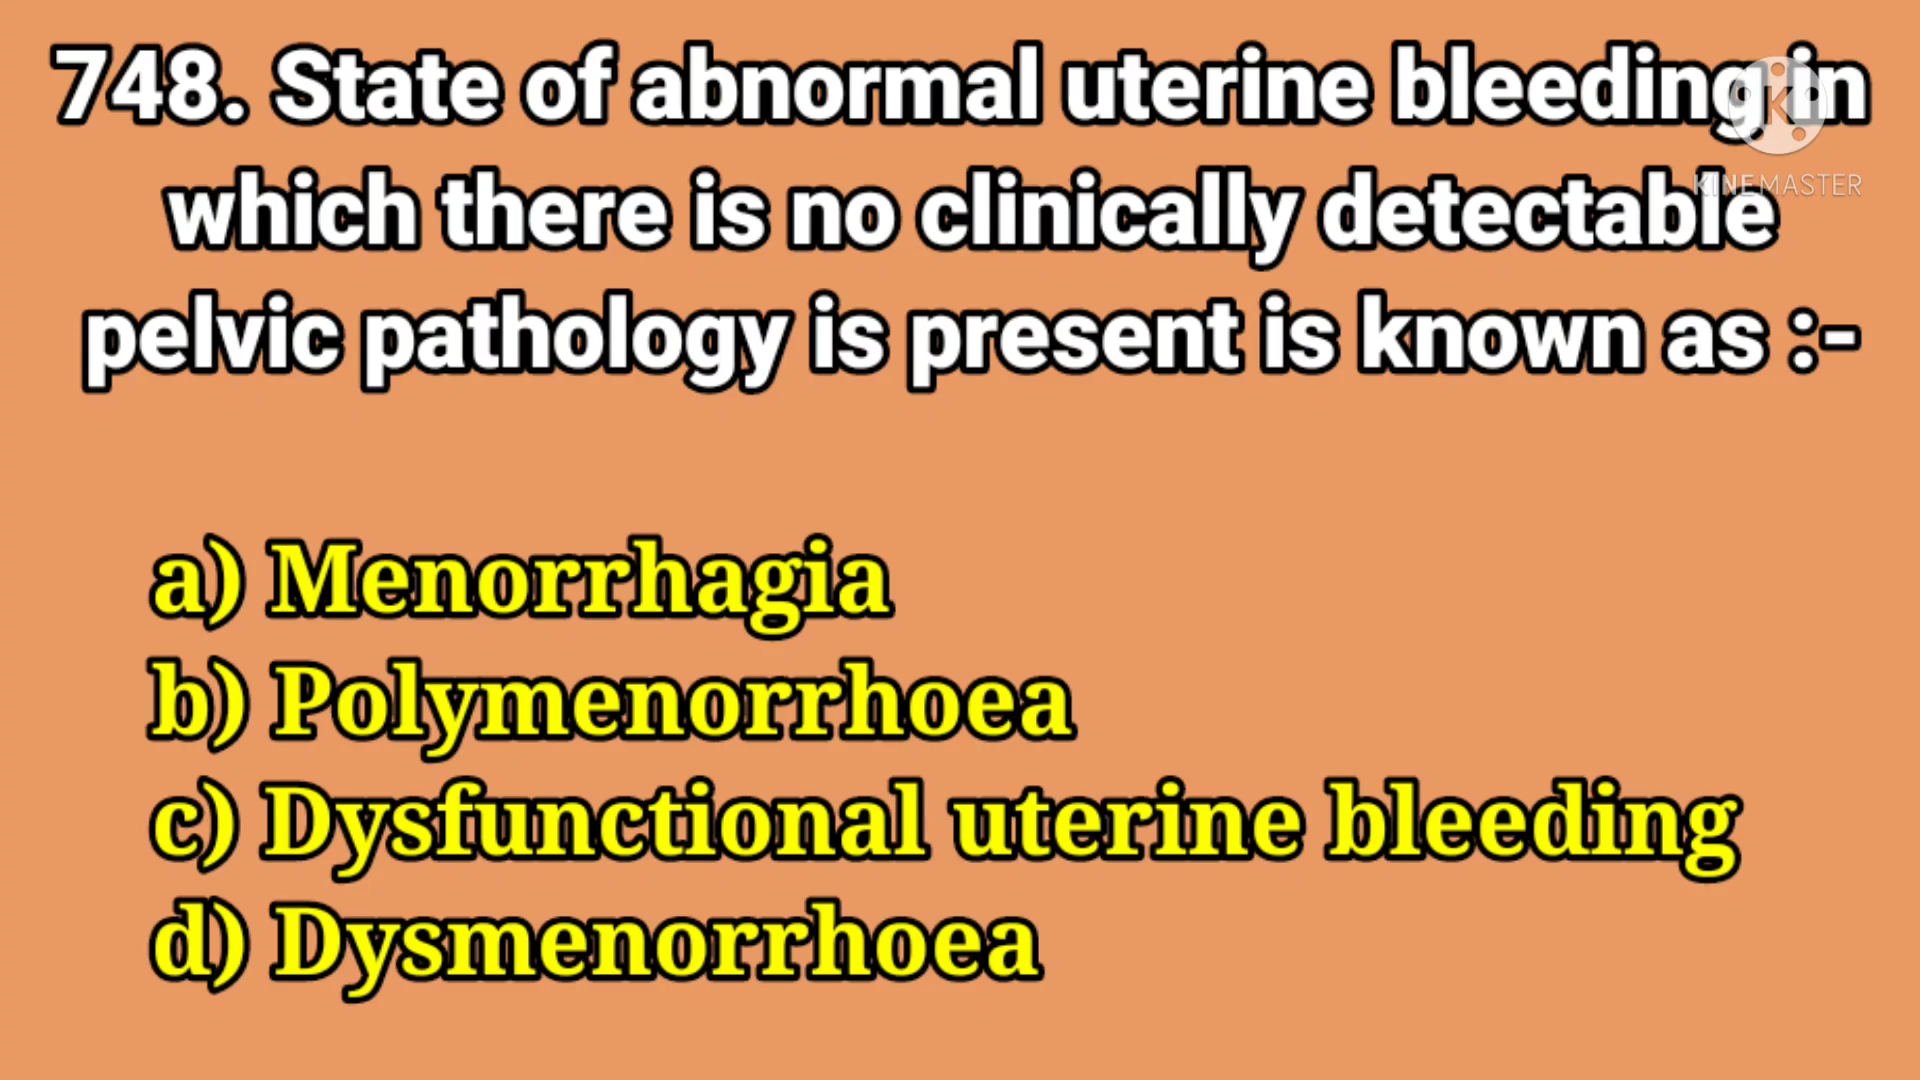 748. State of abnormal uterine bleeding in
which there is no clinically detectable
pelvic pathology is present is known as :-
KINEMASTER
a) Menorrhagia
b) Polymenorrhoea
c) Dysfunctional uterine bleeding
d) Dysmenorrhoea